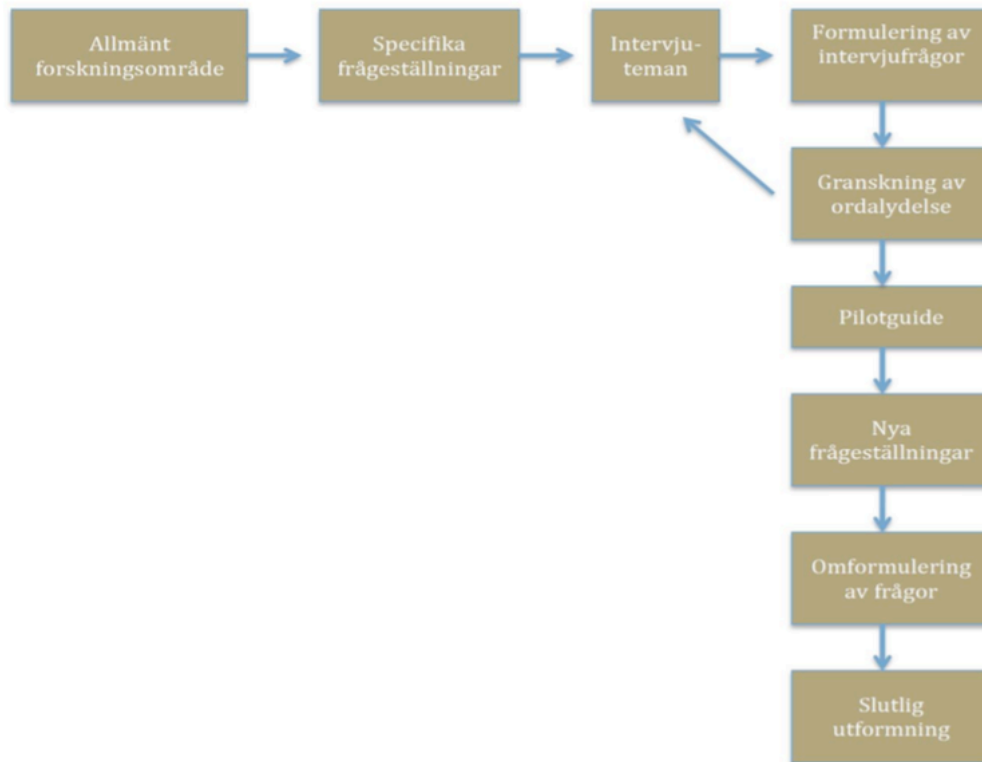 Allmänt
forskningsområde
Specifika
frågeställningar
Intervju-
teman
Formulering av
intervjufrågor
Granskning av
ordalydelse
Pilotguide
Nya
frågeställningar
Omformulering
av frågor
Slutlig
utformning